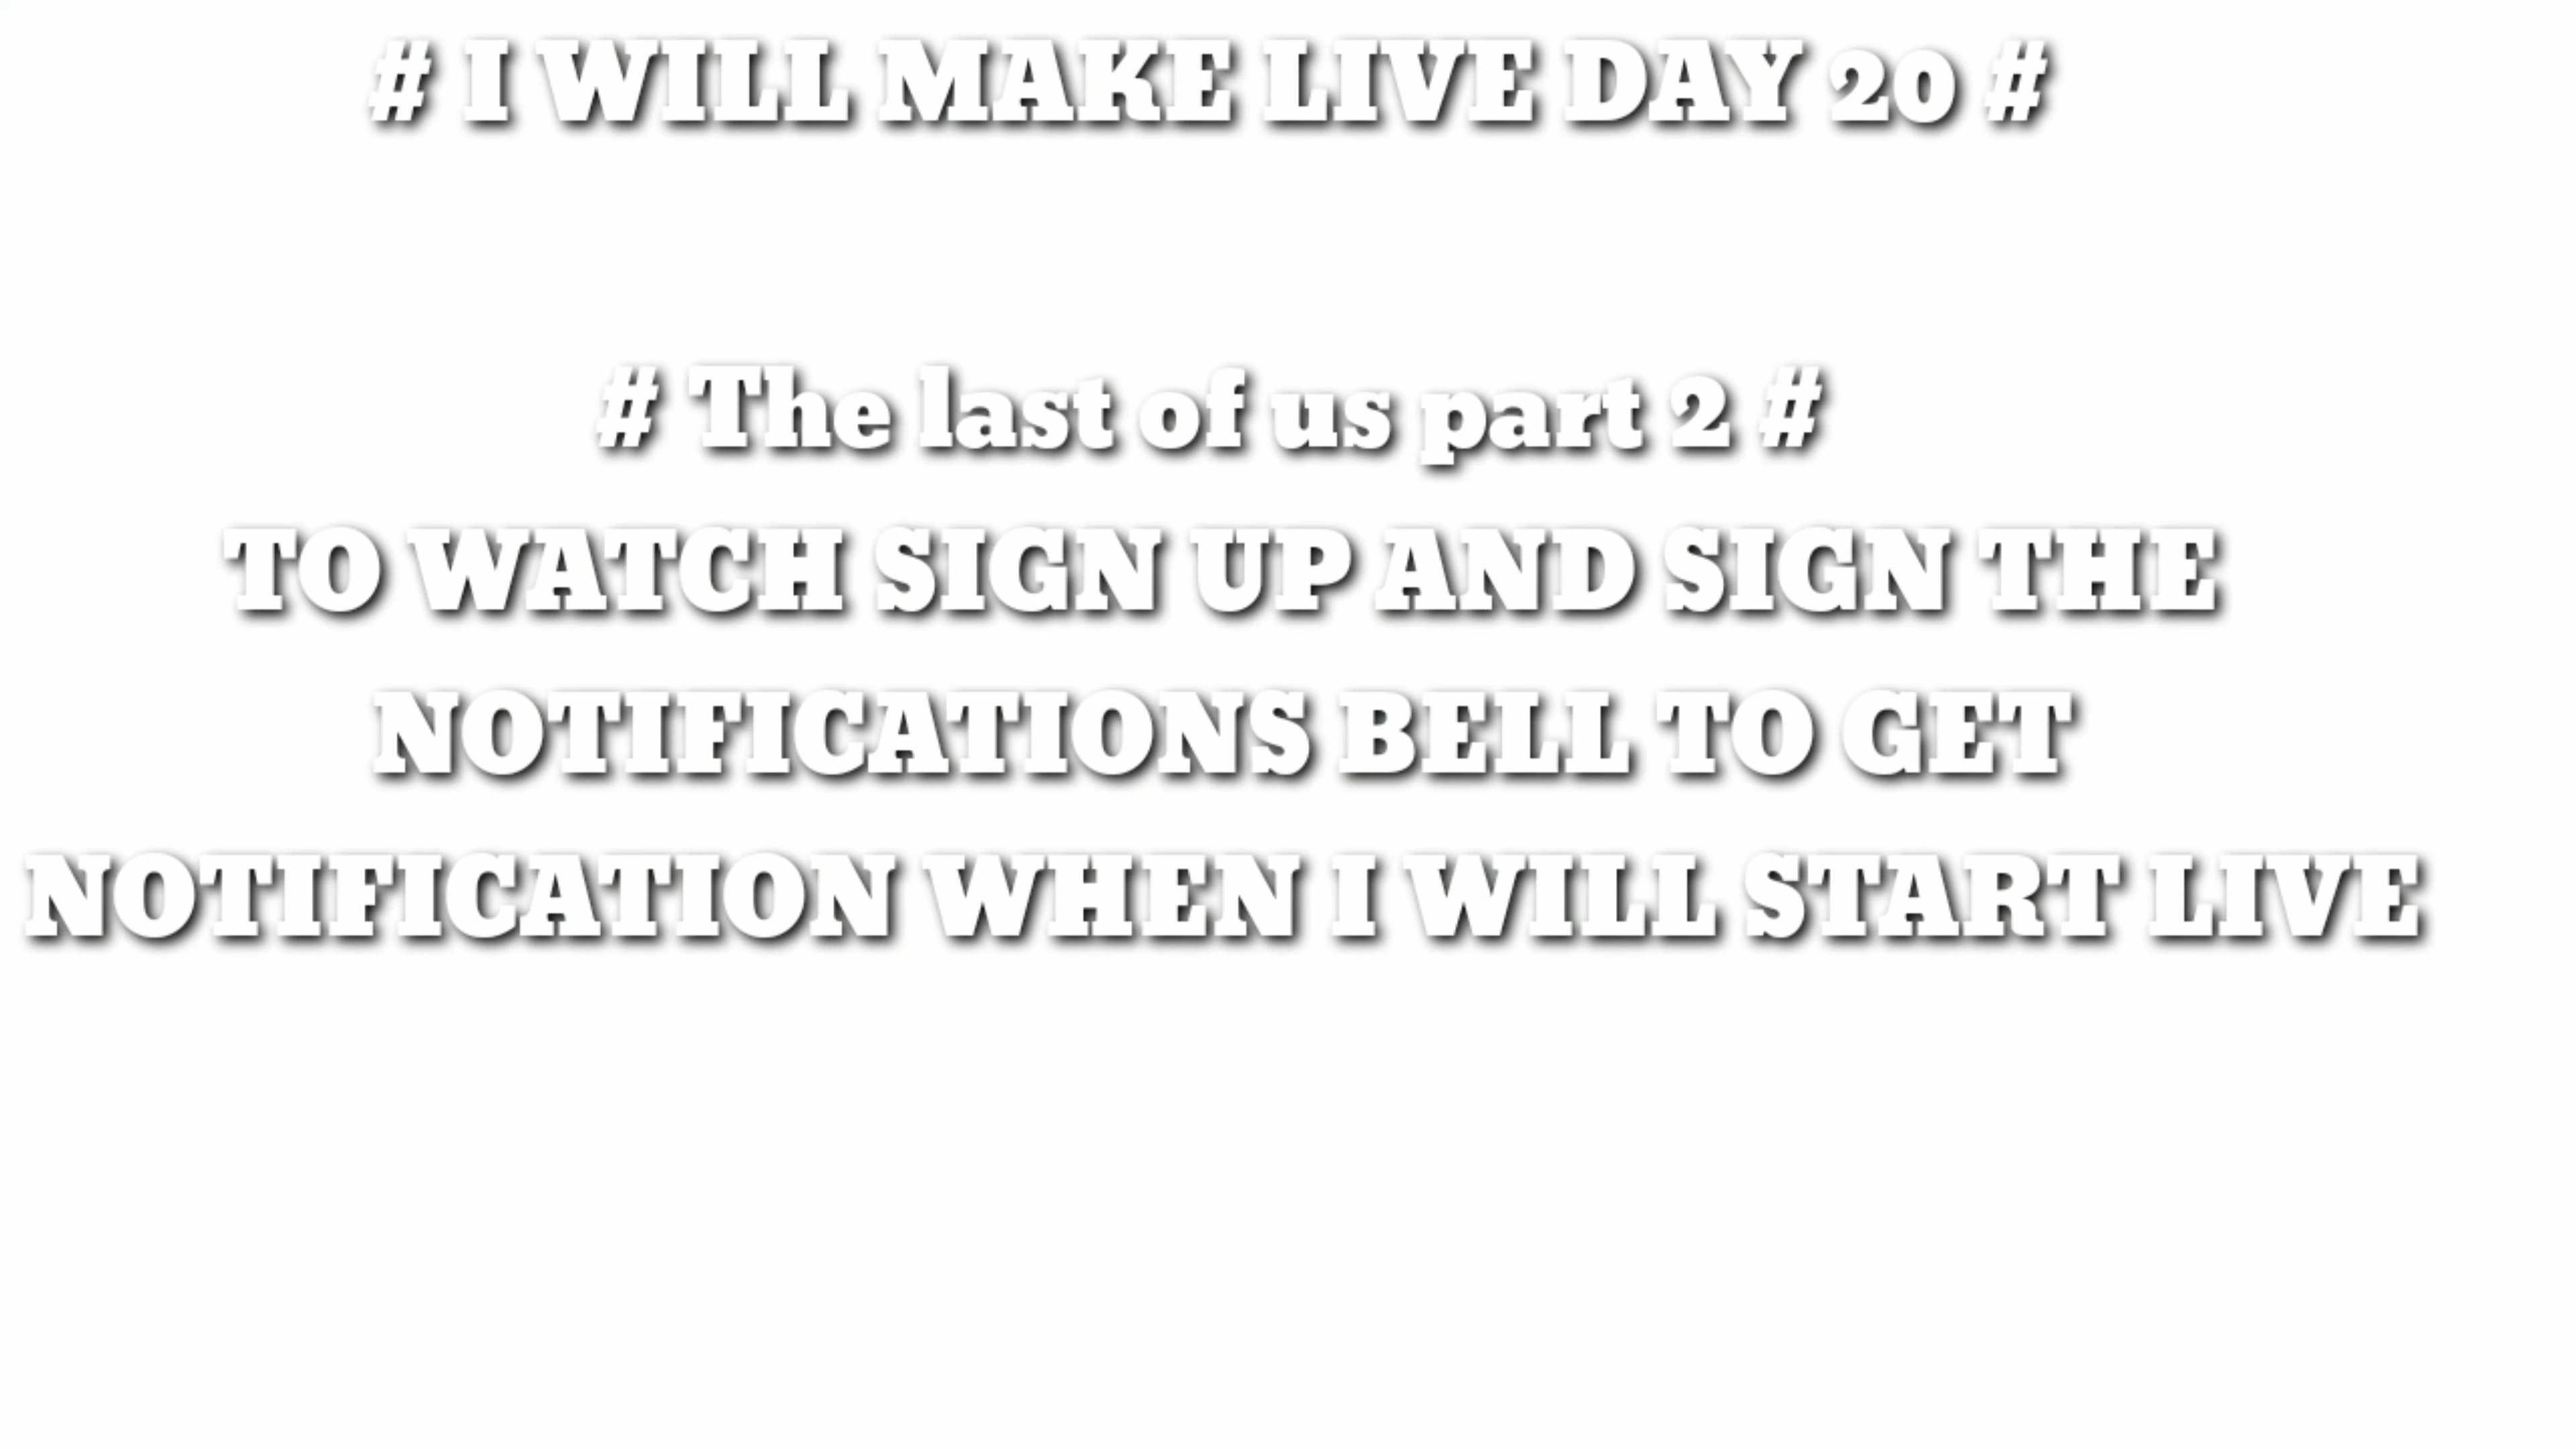 # I WILL MAKE LIVE DAY 20 #
# The last of us part 2 #
TO WATCH SIGN UP AND SIGN THE
NOTIFICATIONS BELL TO GET
NOTIFICATION WHEN I WILL START LIVE